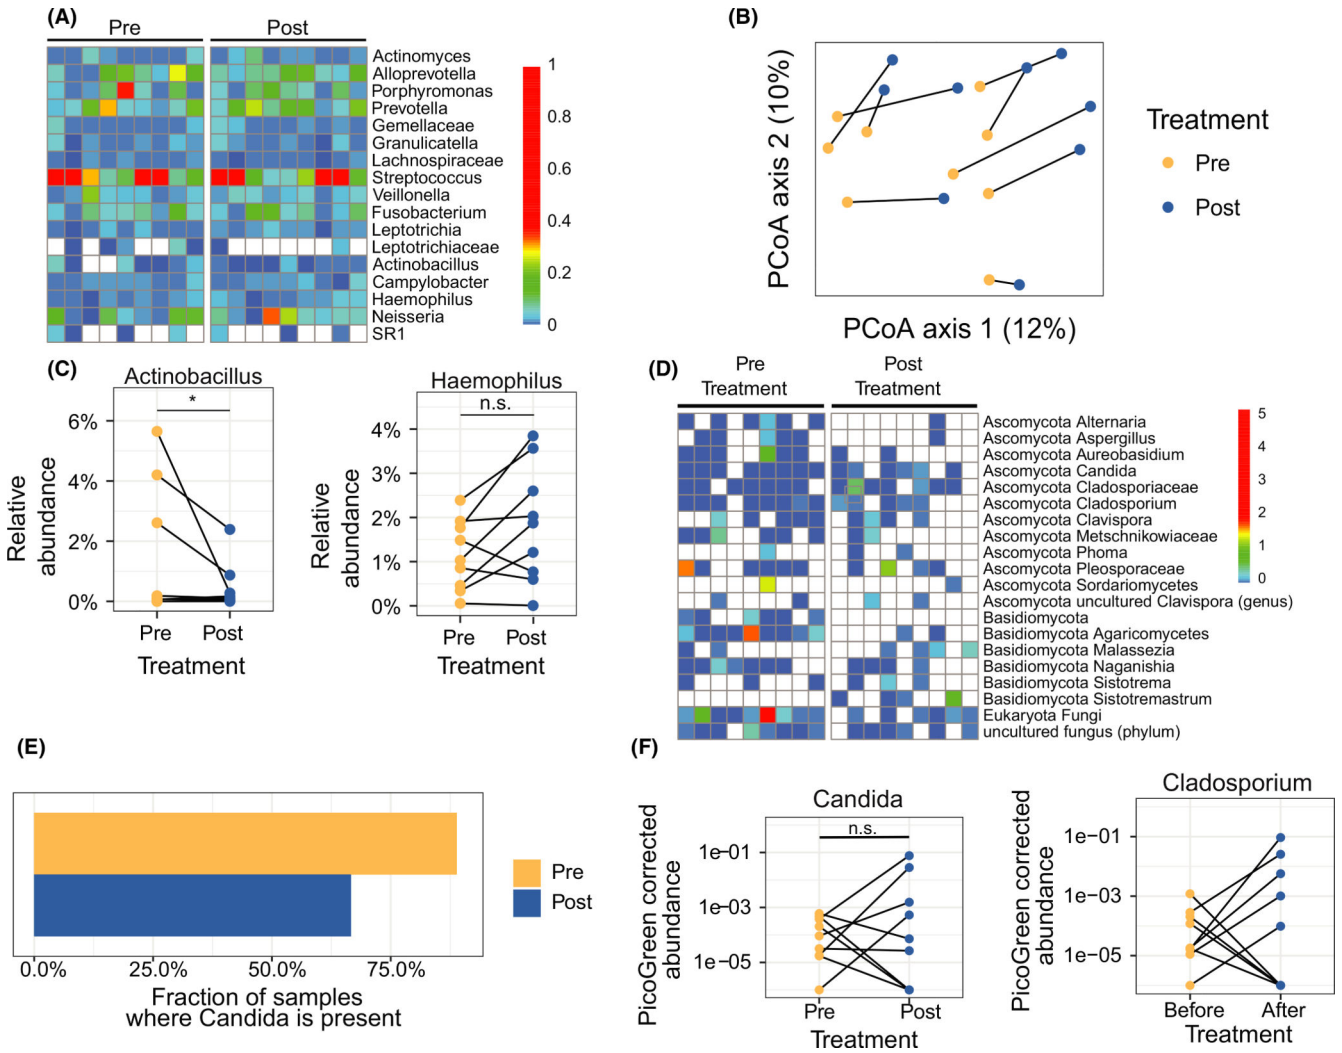 (A)
Pre
Post
Actinomyces
Alloprevotella
Porphyromonas
Prevotella
Gemellaceae
Granulicatella
Lachnospiraceae
Streptococcus
Veillonella
Fusobacterium
Leptotrichia
Leptotrichiaceae
Actinobacillus
Campylobacter
Haemophilus
Neisseria
SR1
1
0.8
0.6
0.4
0.2
0
(B)
PCoA axis 2 (10%)
PCoA axis 1 (12%)
Treatment
Pre
Post
(C)
Actinobacillus
*
6%
4%
2%
0%
Relative
abundance
Pre
Post
Treatment
Haemophilus
n.s.
4%
3%
2%
1%
0%
Relative
abundance
Pre
Post
Treatment
(D)
Pre
Treatment
Post
Treatment
Ascomycota Alternaria
Ascomycota Aspergillus
Ascomycota Aureobasidium
Ascomycota Candida
Ascomycota Cladosporiaceae
Ascomycota Cladosporium
Ascomycota Clavispora
Ascomycota Metschnikowiaceae
Ascomycota Phoma
Ascomycota Pleosporaceae
Ascomycota Sordariomycetes
Ascomycota uncultured Clavispora (genus)
Basidiomycota
Basidiomycota Agaricomycetes
Basidiomycota Malassezia
Basidiomycota Naganishia
Basidiomycota Sistotrema
Basidiomycota Sistotremastrum
Eukaryota Fungi
uncultured fungus (phylum)
5
4
3
2
1
0
(E)
0.0%
25.0%
50.0%
75.0%
Fraction of samples
where Candida is present
Pre
Post
(F)
Candida
n.s.
1e−01
1e−03
1e−05
PicoGreen corrected
abundance
Pre
Post
Treatment
Cladosporium
1e−01
1e−03
1e−05
PicoGreen corrected
abundance
Before
After
Treatment